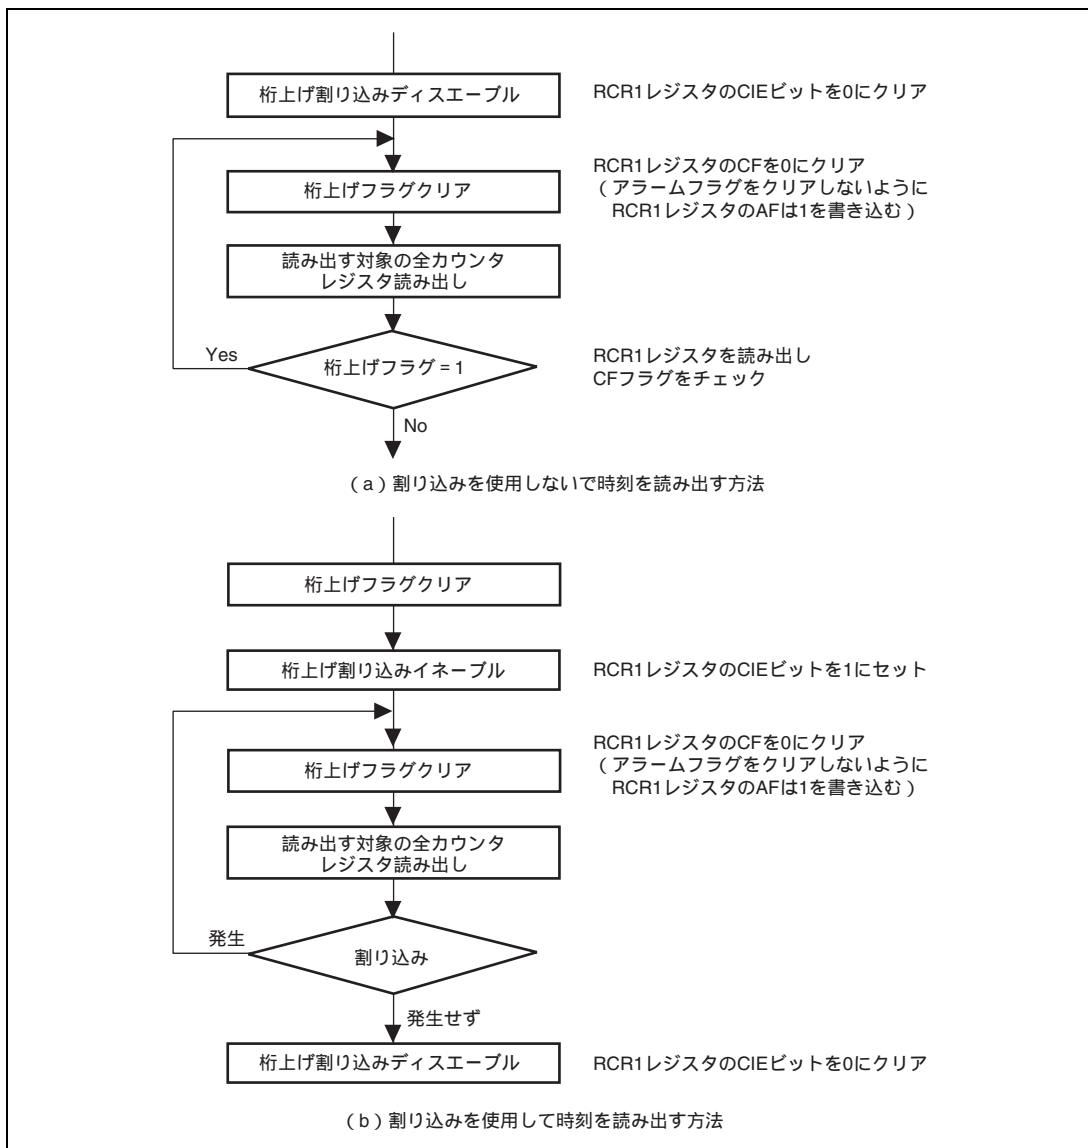 桁上げ割り込みディスエーブル
RCR1レジスタのCIEビットを0にクリア
桁上げフラグクリア
RCR1レジスタのCFを0にクリア
（アラームフラグをクリアしないように
RCR1レジスタのAFは1を書き込む）
読み出す対象の全カウンタ
レジスタ読み出し
Yes
桁上げフラグ = 1
RCR1レジスタを読み出し
CFフラグをチェック
No
（a）割り込みを使用しないで時刻を読み出す方法
桁上げフラグクリア
桁上げ割り込みイネーブル
RCR1レジスタのCIEビットを1にセット
桁上げフラグクリア
RCR1レジスタのCFを0にクリア
（アラームフラグをクリアしないように
RCR1レジスタのAFは1を書き込む）
読み出す対象の全カウンタ
レジスタ読み出し
発生
割り込み
発生せず
桁上げ割り込みディスエーブル
RCR1レジスタのCIEビットを0にクリア
（b）割り込みを使用して時刻を読み出す方法